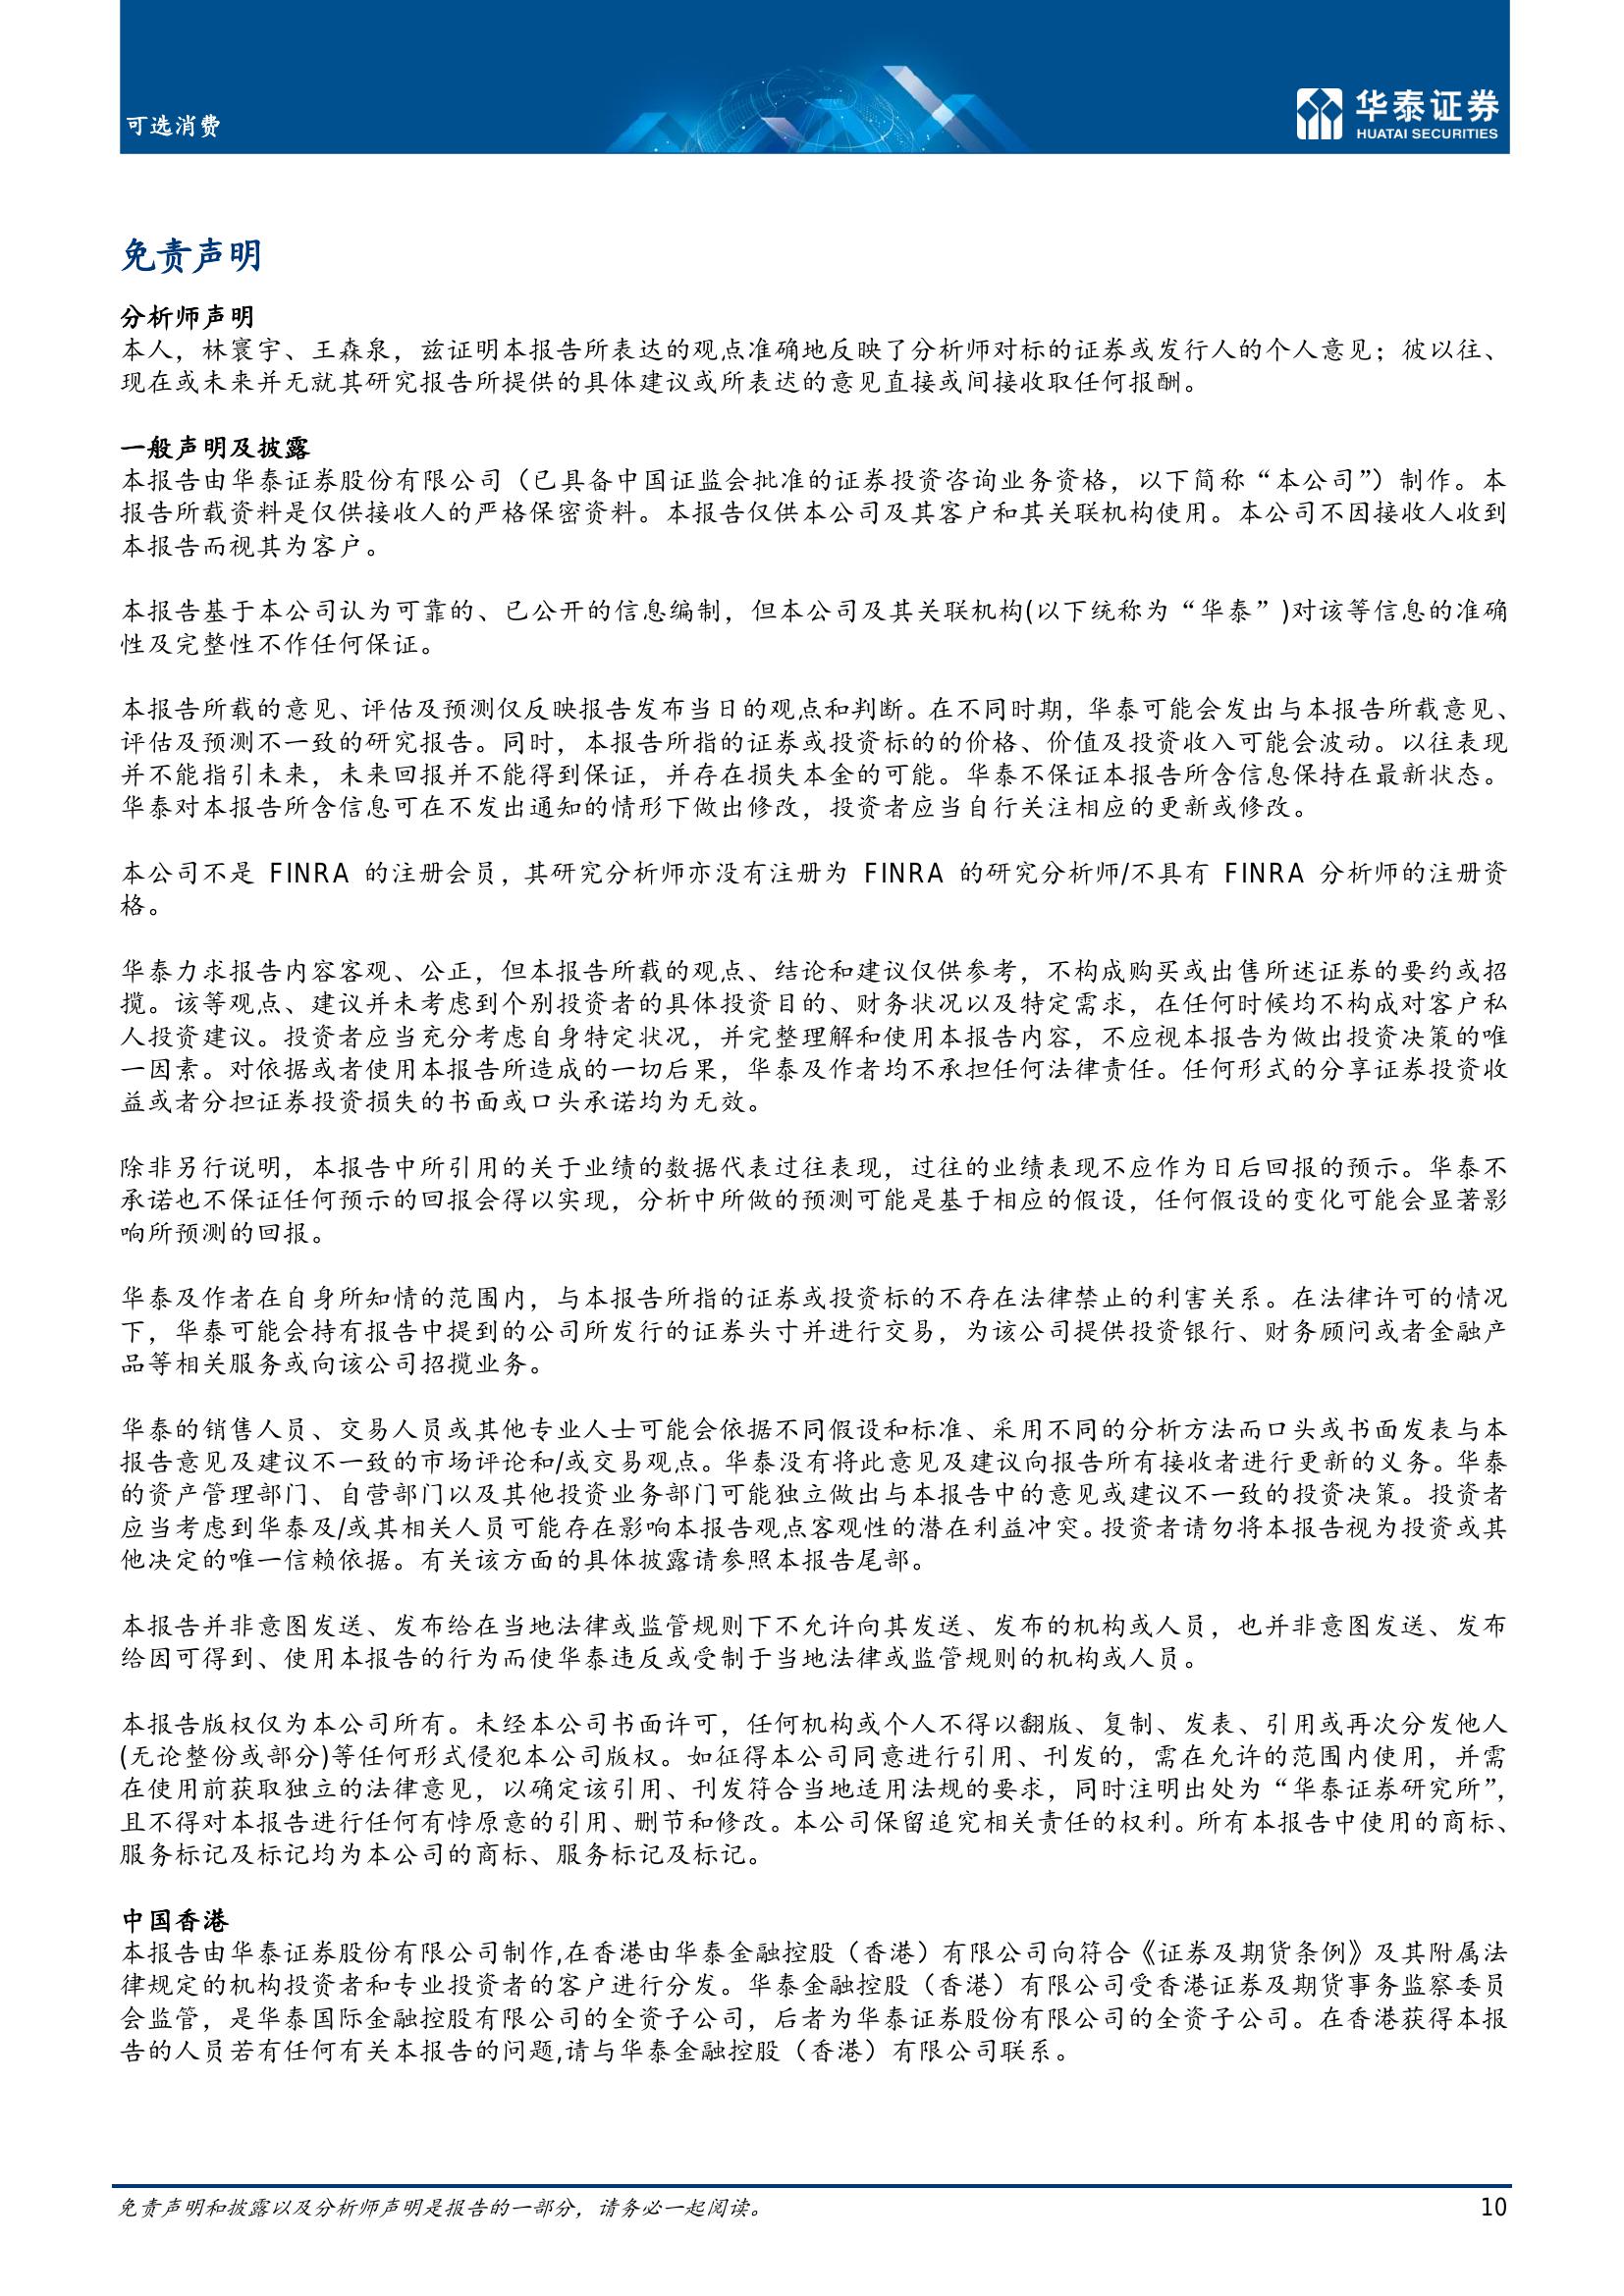 可选消费
华泰证券
HUATAI SECURITIES
免责声明
分析师声明
本人，林寰宇、王森泉，兹证明本报告所表达的观点准确地反映了分析师对标的证券或发行人的个人意见；彼以往、
现在或未来并无就其研究报告所提供的具体建议或所表达的意见直接或间接收取任何报酬。
一般声明及披露
本报告由华泰证券股份有限公司（已具备中国证监会批准的证券投资咨询业务资格，以下简称“本公司”）制作。本
报告所载资料是仅供接收人的严格保密资料。本报告仅供本公司及其客户和其关联机构使用。本公司不因接收人收到
本报告而视其为客户。
本报告基于本公司认为可靠的、已公开的信息编制，但本公司及其关联机构(以下统称为“华泰”)对该等信息的准确
性及完整性不作任何保证。
本报告所载的意见、评估及预测仅反映报告发布当日的观点和判断。在不同时期，华泰可能会发出与本报告所载意见、
评估及预测不一致的研究报告。同时，本报告所指的证券或投资标的的价格、价值及投资收入可能会波动。以往表现
并不能指引未来，未来回报并不能得到保证，并存在损失本金的可能。华泰不保证本报告所含信息保持在最新状态。
华泰对本报告所含信息可在不发出通知的情形下做出修改，投资者应当自行关注相应的更新或修改。
本公司不是 FINRA 的注册会员，其研究分析师亦没有注册为 FINRA 的研究分析师/不具有 FINRA 分析师的注册资
格。
华泰力求报告内容客观、公正，但本报告所载的观点、结论和建议仅供参考，不构成购买或出售所述证券的要约或招
揽。该等观点、建议并未考虑到个别投资者的具体投资目的、财务状况以及特定需求，在任何时候均不构成对客户私
人投资建议。投资者应当充分考虑自身特定状况，并完整理解和使用本报告内容，不应视本报告为做出投资决策的唯
一因素。对依据或者使用本报告所造成的一切后果，华泰及作者均不承担任何法律责任。任何形式的分享证券投资收
益或者分担证券投资损失的书面或口头承诺均为无效。
除非另行说明，本报告中所引用的关于业绩的数据代表过往表现，过往的业绩表现不应作为日后回报的预示。华泰不
承诺也不保证任何预示的回报会得以实现，分析中所做的预测可能是基于相应的假设，任何假设的变化可能会显著影
响所预测的回报。
华泰及作者在自身所知情的范围内，与本报告所指的证券或投资标的不存在法律禁止的利害关系。在法律许可的情况
下，华泰可能会持有报告中提到的公司所发行的证券头寸并进行交易，为该公司提供投资银行、财务顾问或者金融产
品等相关服务或向该公司招揽业务。
华泰的销售人员、交易人员或其他专业人士可能会依据不同假设和标准、采用不同的分析方法而口头或书面发表与本
报告意见及建议不一致的市场评论和/或交易观点。华泰没有将此意见及建议向报告所有接收者进行更新的义务。华泰
的资产管理部门、自营部门以及其他投资业务部门可能独立做出与本报告中的意见或建议不一致的投资决策。投资者
应当考虑到华泰及/或其相关人员可能存在影响本报告观点客观性的潜在利益冲突。投资者请勿将本报告视为投资或其
他决定的唯一信赖依据。有关该方面的具体披露请参照本报告尾部。
本报告并非意图发送、发布给在当地法律或监管规则下不允许向其发送、发布的机构或人员，也并非意图发送、发布
给因可得到、使用本报告的行为而使华泰违反或受制于当地法律或监管规则的机构或人员。
本报告版权仅为本公司所有。未经本公司书面许可，任何机构或个人不得以翻版、复制、发表、引用或再次分发他人
(无论整份或部分)等任何形式侵犯本公司版权。如征得本公司同意进行引用、刊发的，需在允许的范围内使用，并需
在使用前获取独立的法律意见，以确定该引用、刊发符合当地适用法规的要求，同时注明出处为“华泰证券研究所”，
且不得对本报告进行任何有悖原意的引用、删节和修改。本公司保留追究相关责任的权利。所有本报告中使用的商标、
服务标记及标记均为本公司的商标、服务标记及标记。
中国香港
本报告由华泰证券股份有限公司制作,在香港由华泰金融控股（香港）有限公司向符合《证券及期货条例》及其附属法
律规定的机构投资者和专业投资者的客户进行分发。华泰金融控股（香港）有限公司受香港证券及期货事务监察委员
会监管，是华泰国际金融控股有限公司的全资子公司，后者为华泰证券股份有限公司的全资子公司。在香港获得本报
告的人员若有任何有关本报告的问题,请与华泰金融控股（香港）有限公司联系。
免责声明和披露以及分析师声明是报告的一部分，请务必一起阅读。
10